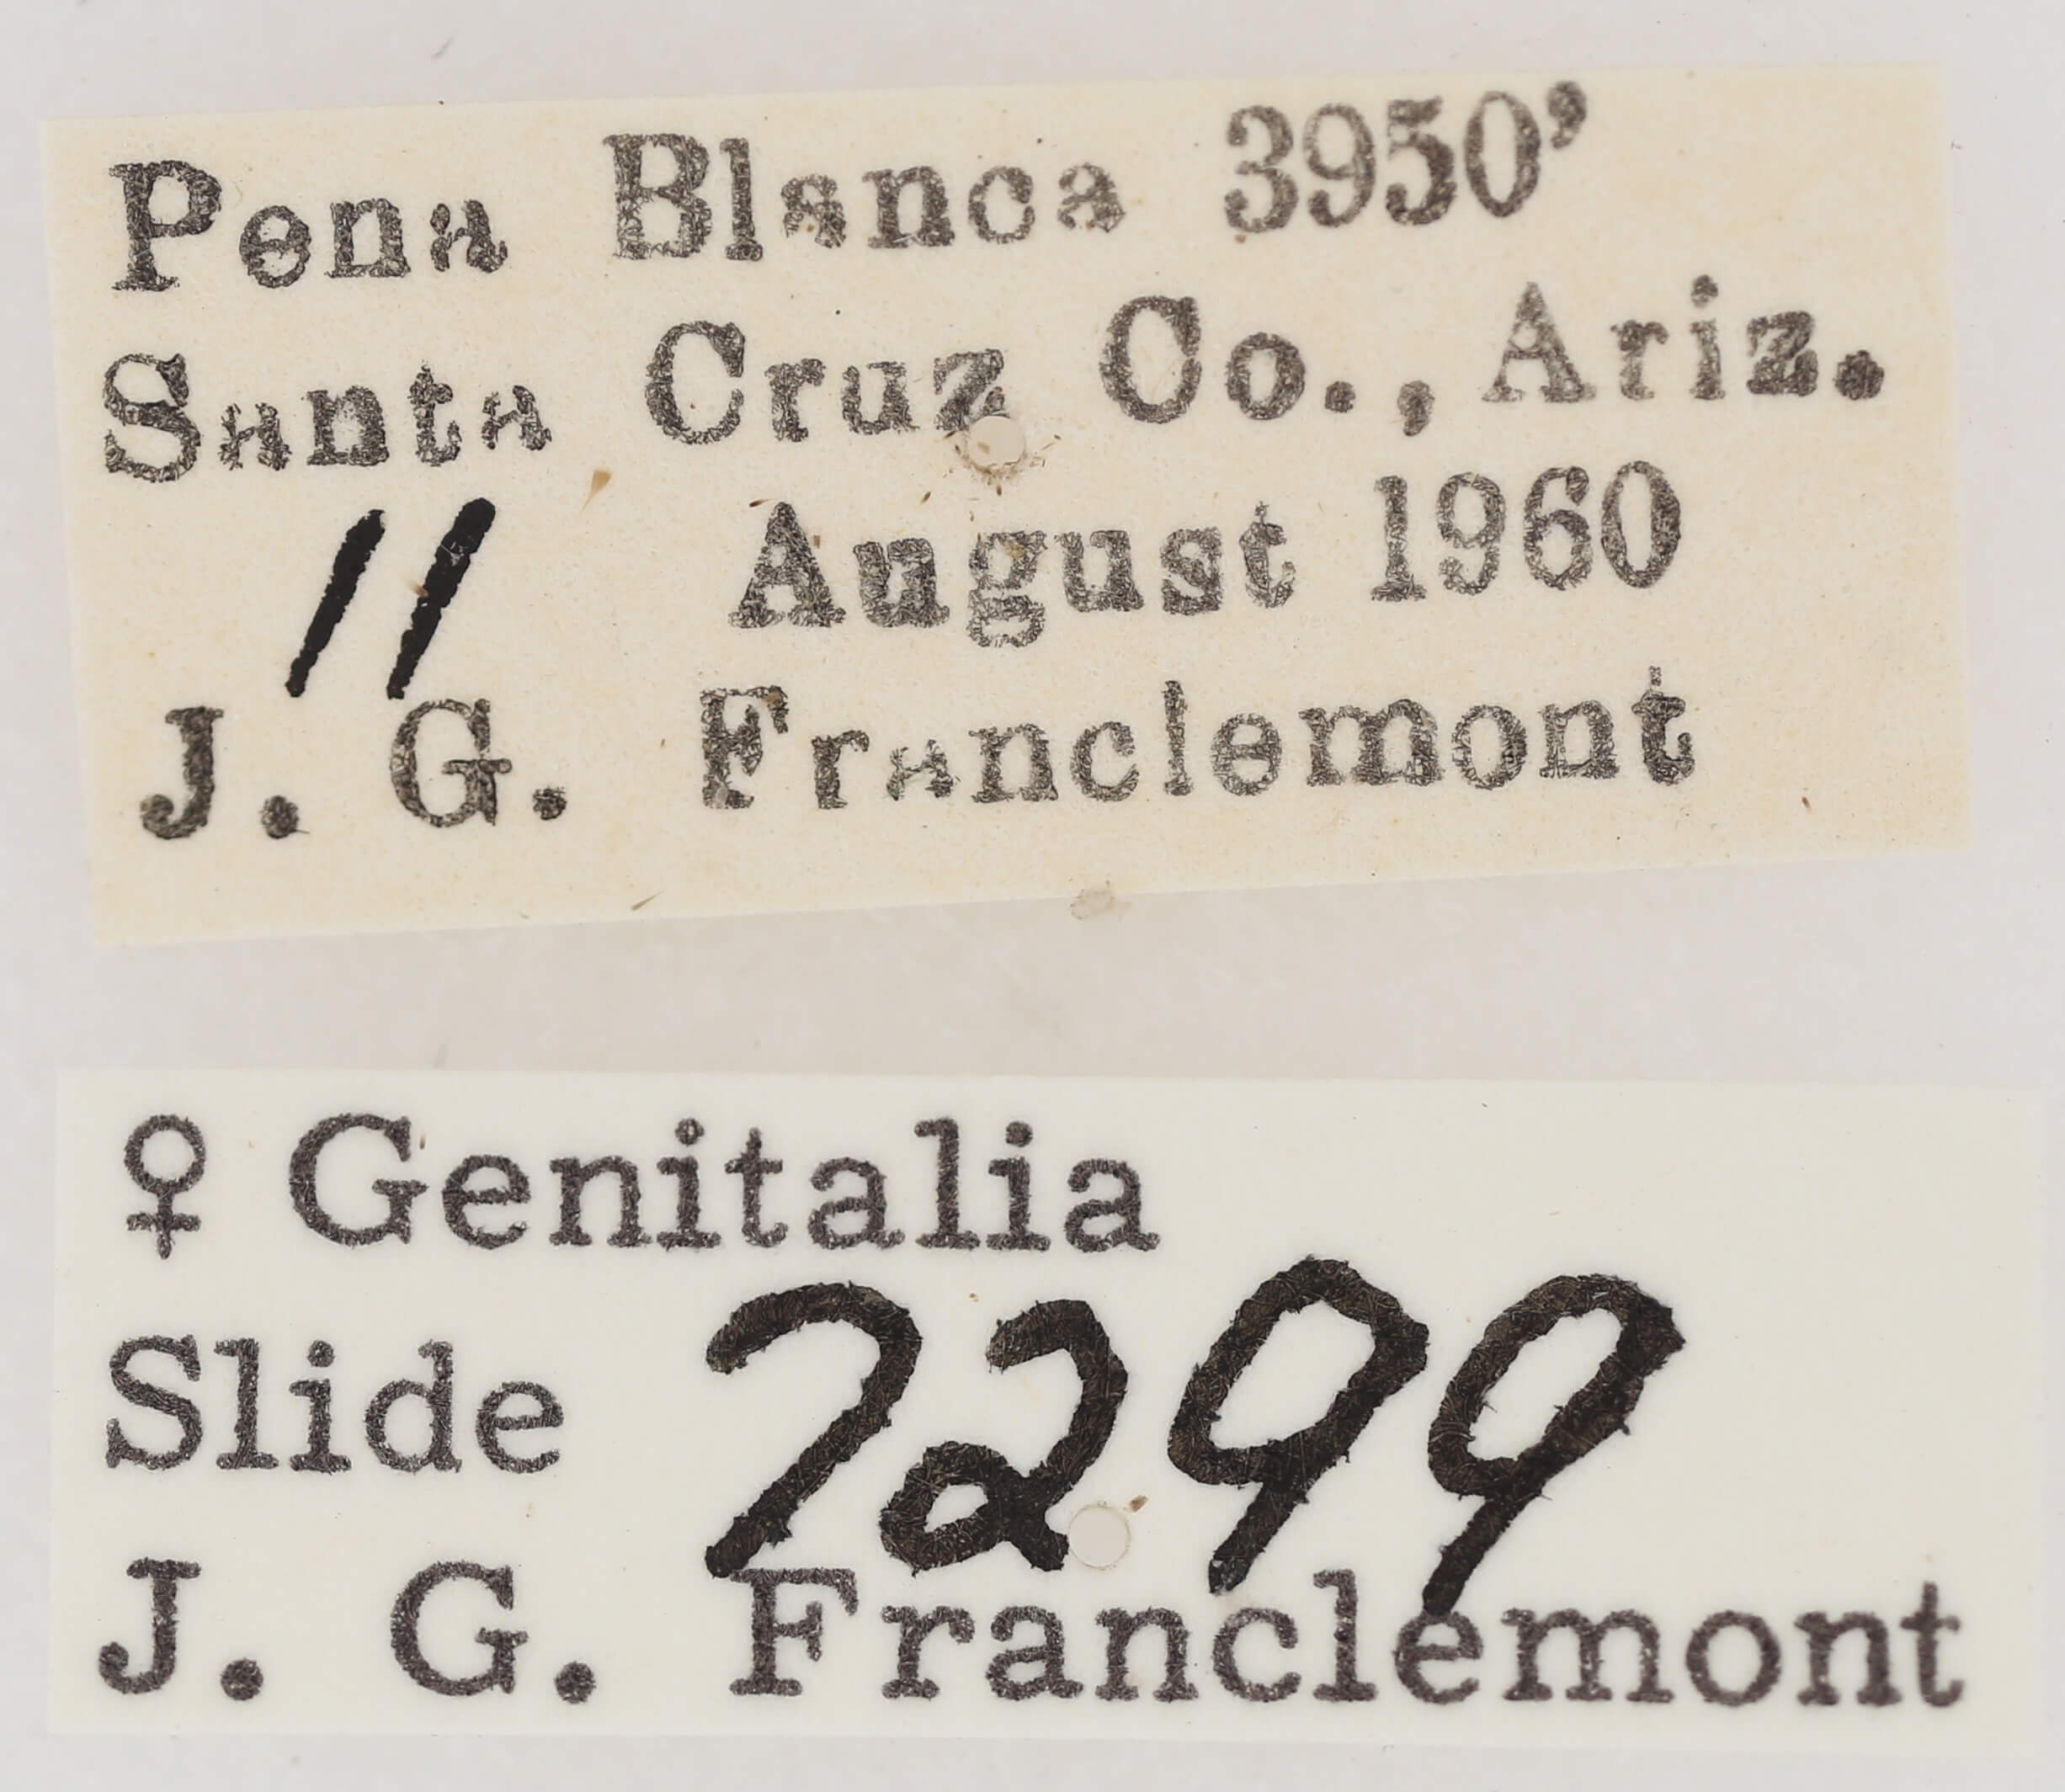 Pena Blanca 3950'
Santa Cruz Co., Ariz.
11 August 1960
J. G. Franclemont
♀ Genitalia
Slide 7299
J. G. Franclemont